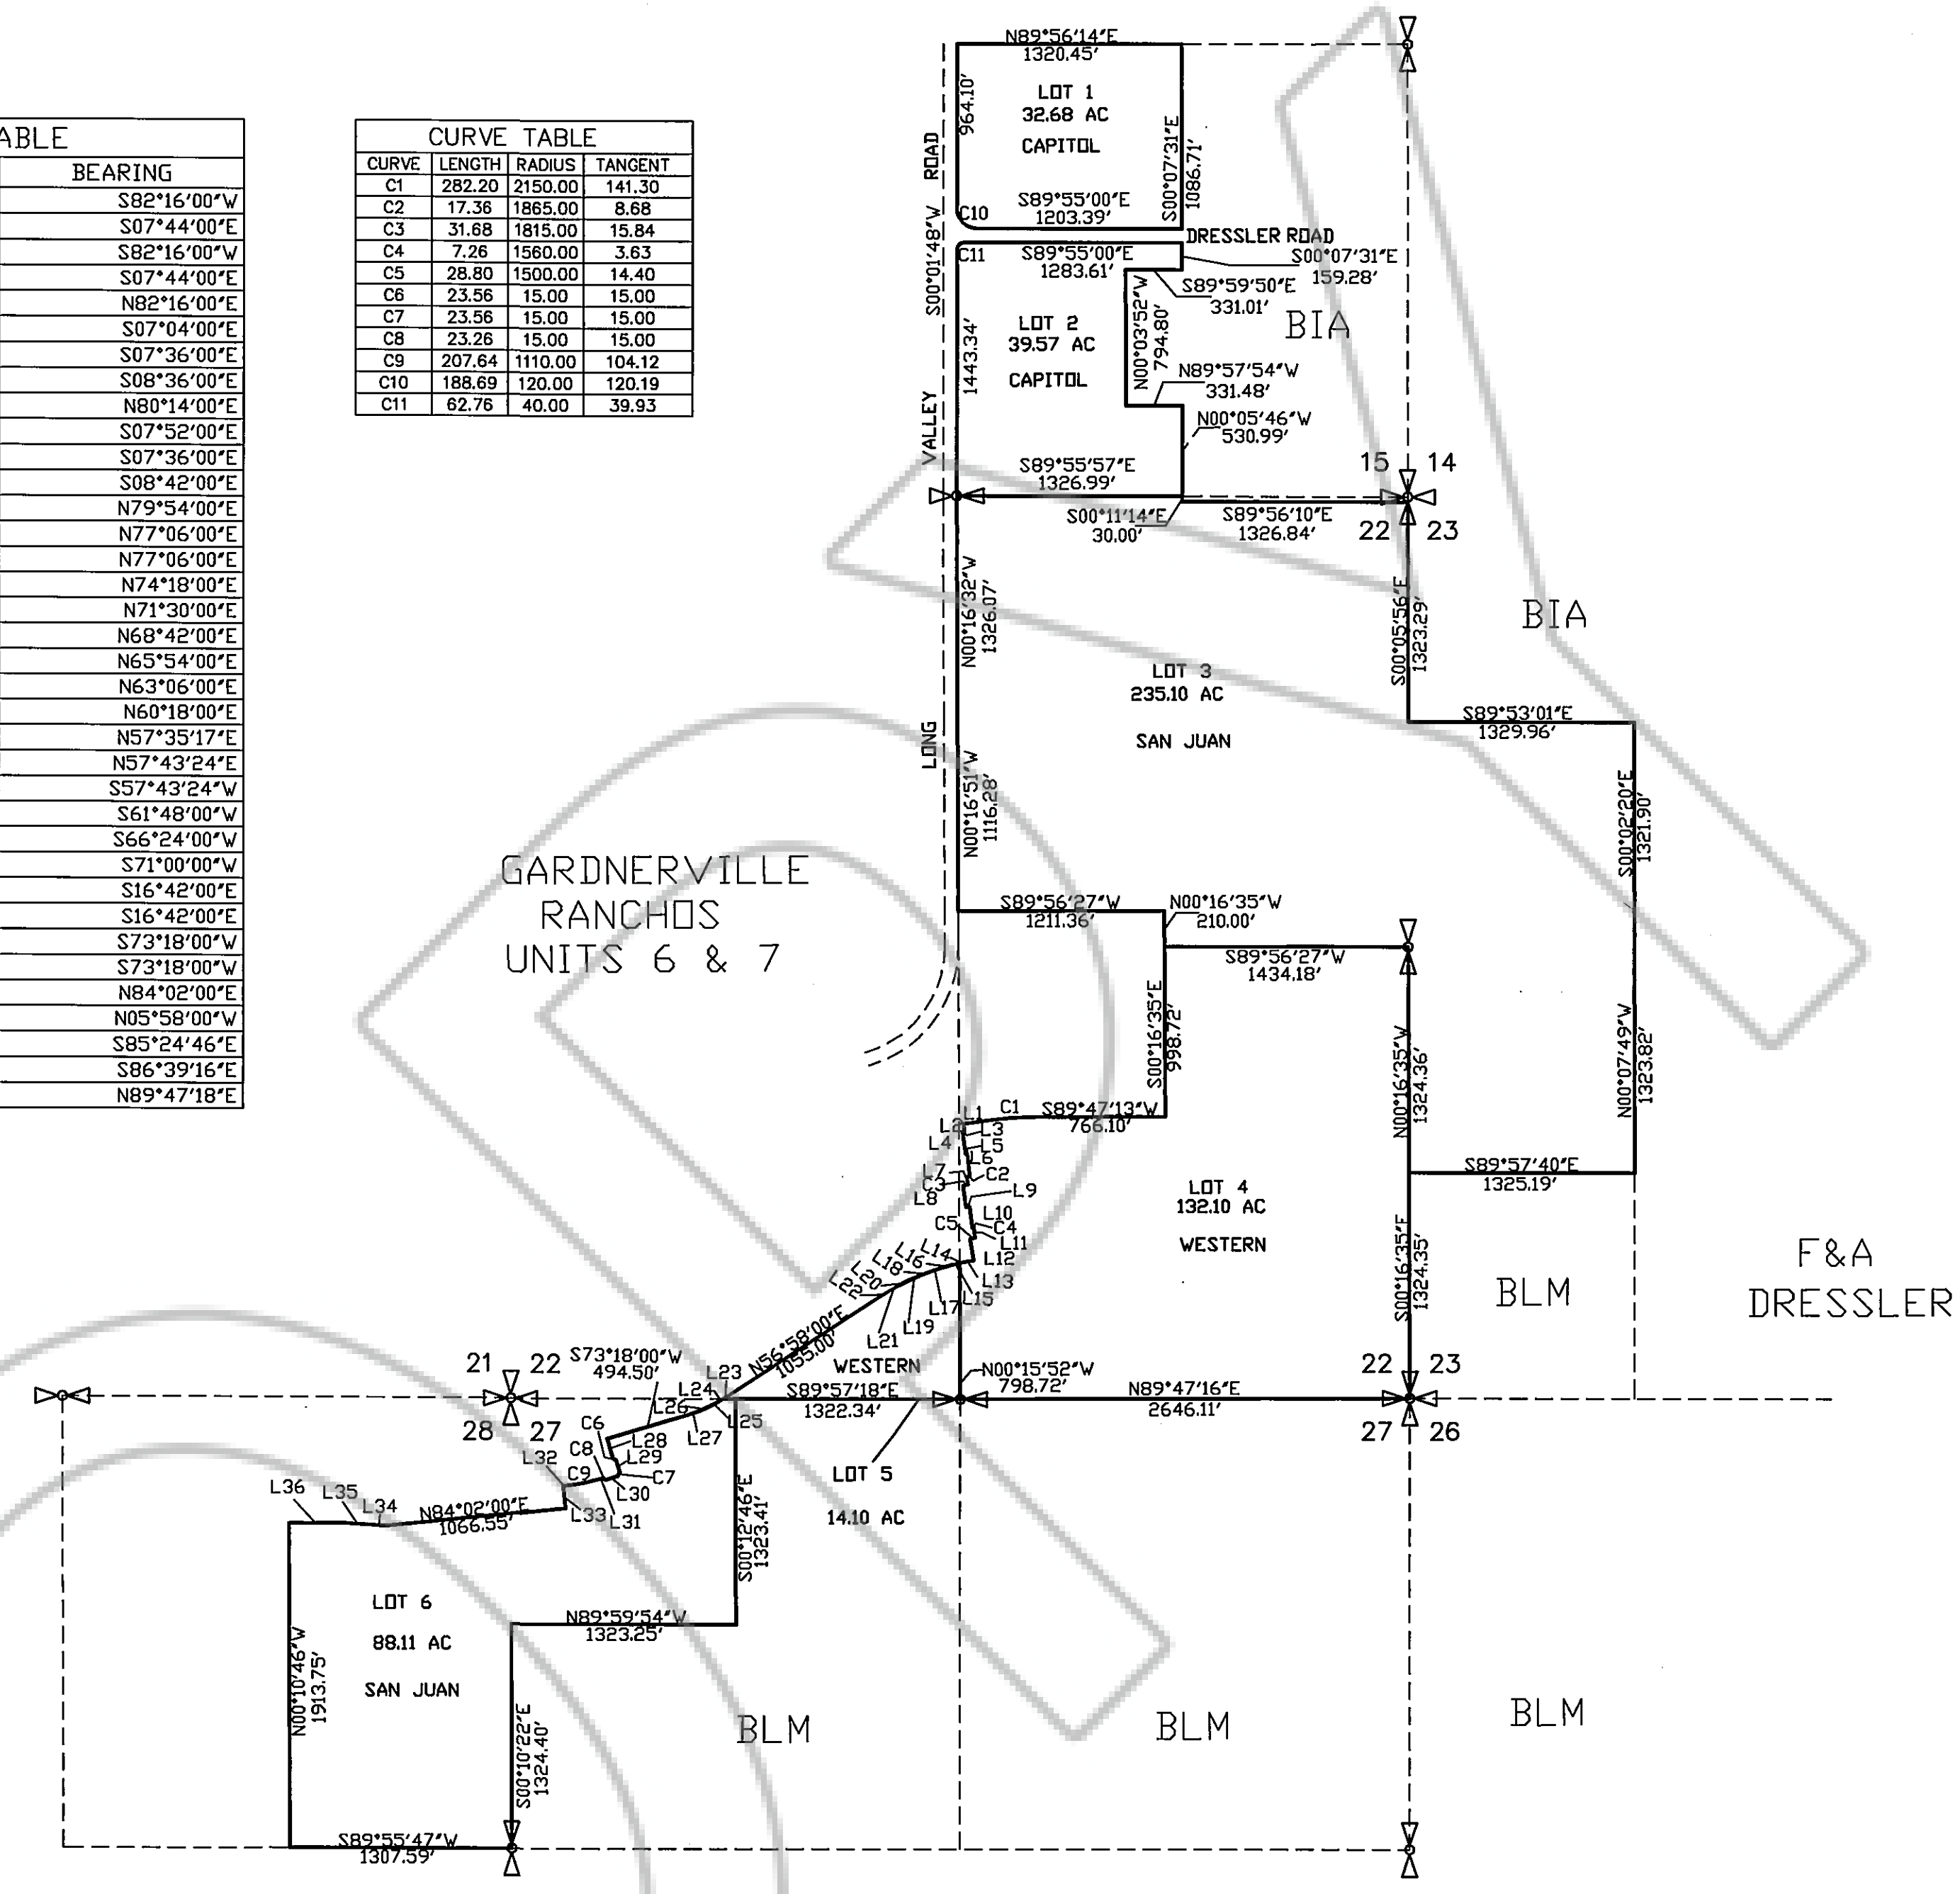 ABLE
BEARING
S82°16'00"W
S07°44'00"E
S82°16'00"W
S07°44'00"E
N82°16'00"E
S07°04'00"E
S07°36'00"E
S08°36'00"E
N80°14'00"E
S07°52'00"E
S07°36'00"E
S08°42'00"E
N79°54'00"E
N77°06'00"E
N77°06'00"E
N74°18'00"E
N71°30'00"E
N68°42'00"E
N65°54'00"E
N63°06'00"E
N60°18'00"E
N57°35'17"E
N57°43'24"E
S57°43'24"W
S61°48'00"W
S66°24'00"W
S71°00'00"W
S16°42'00"E
S16°42'00"E
S73°18'00"W
S73°18'00"W
N84°02'00"E
N05°58'00"W
S85°24'46"E
S86°39'16"E
N89°47'18"E
CURVE TABLE
CURVE LENGTH RADIUS TANGENT
C1 282.20 2150.00 141.30
C2 17.36 1865.00 8.68
C3 31.68 1815.00 15.84
C4 7.26 1560.00 3.63
C5 28.80 1500.00 14.40
C6 23.56 15.00 15.00
C7 23.56 15.00 15.00
C8 23.26 15.00 15.00
C9 207.64 1110.00 104.12
C10 188.69 120.00 120.19
C11 62.76 40.00 39.93
N89°56'14"E
1320.45'
964.10'
LOT 1
32.68 AC
CAPITOL
S00°07'31"E
1086.71'
C10
S89°55'00"E
1203.39'
DRESSLER ROAD
C11
S89°55'00"E
1283.61'
S00°07'31"E
159.28'
S89°59'50"E
331.01'
BIA
LOT 2
39.57 AC
CAPITOL
1443.34'
N00°03'52"W
794.80'
N89°57'54"W
331.48'
N00°05'46"W
530.99'
S00°01'48"W
LONG VALLEY ROAD
S89°55'57"E
1326.99'
15 14
22 23
S00°11'14"E
30.00'
S89°56'10"E
1326.84'
N00°16'32"W
1326.07'
S00°05'56"E
1323.29'
BIA
LOT 3
235.10 AC
SAN JUAN
S89°53'01"E
1329.96'
N00°16'51"W
1116.28'
S00°02'20"E
1321.90'
GARDNERVILLE
RANCHOS
UNITS 6 & 7
S89°56'27"W
1211.36'
N00°16'35"W
210.00'
S89°56'27"W
1434.18'
S00°16'35"E
998.72'
N00°16'35"W
1324.36'
N00°07'49"W
1323.82'
L1
C1
S89°47'13"W
766.10'
L2
L3
L4
L5
L6
L7
C2
C3
L8
L9
L10
C5
C4
L11
L12
L13
L14
L15
L16
L17
L18
L19
L20
L21
L22
LOT 4
132.10 AC
WESTERN
S89°57'40"E
1325.19'
S00°16'35"E
1324.35'
BLM
F&A
DRESSLER
N56°58'00"E
1055.00'
WESTERN
21 22
28 27
S73°18'00"W
494.50'
L23
L24
L25
L26
L27
S89°57'18"E
1322.34'
N00°15'52"W
798.72'
N89°47'16"E
2646.11'
22 23
27 26
C6
L28
C8
L29
C7
L30
L31
L32
C9
L33
LOT 5
14.10 AC
L36
L35
L34
N84°02'00"E
1066.55'
S00°12'46"E
1323.41'
LOT 6
88.11 AC
SAN JUAN
N89°59'54"W
1323.25'
N00°10'46"W
1913.75'
S00°10'22"E
1324.40'
BLM
BLM
BLM
S89°55'47"W
1307.59'